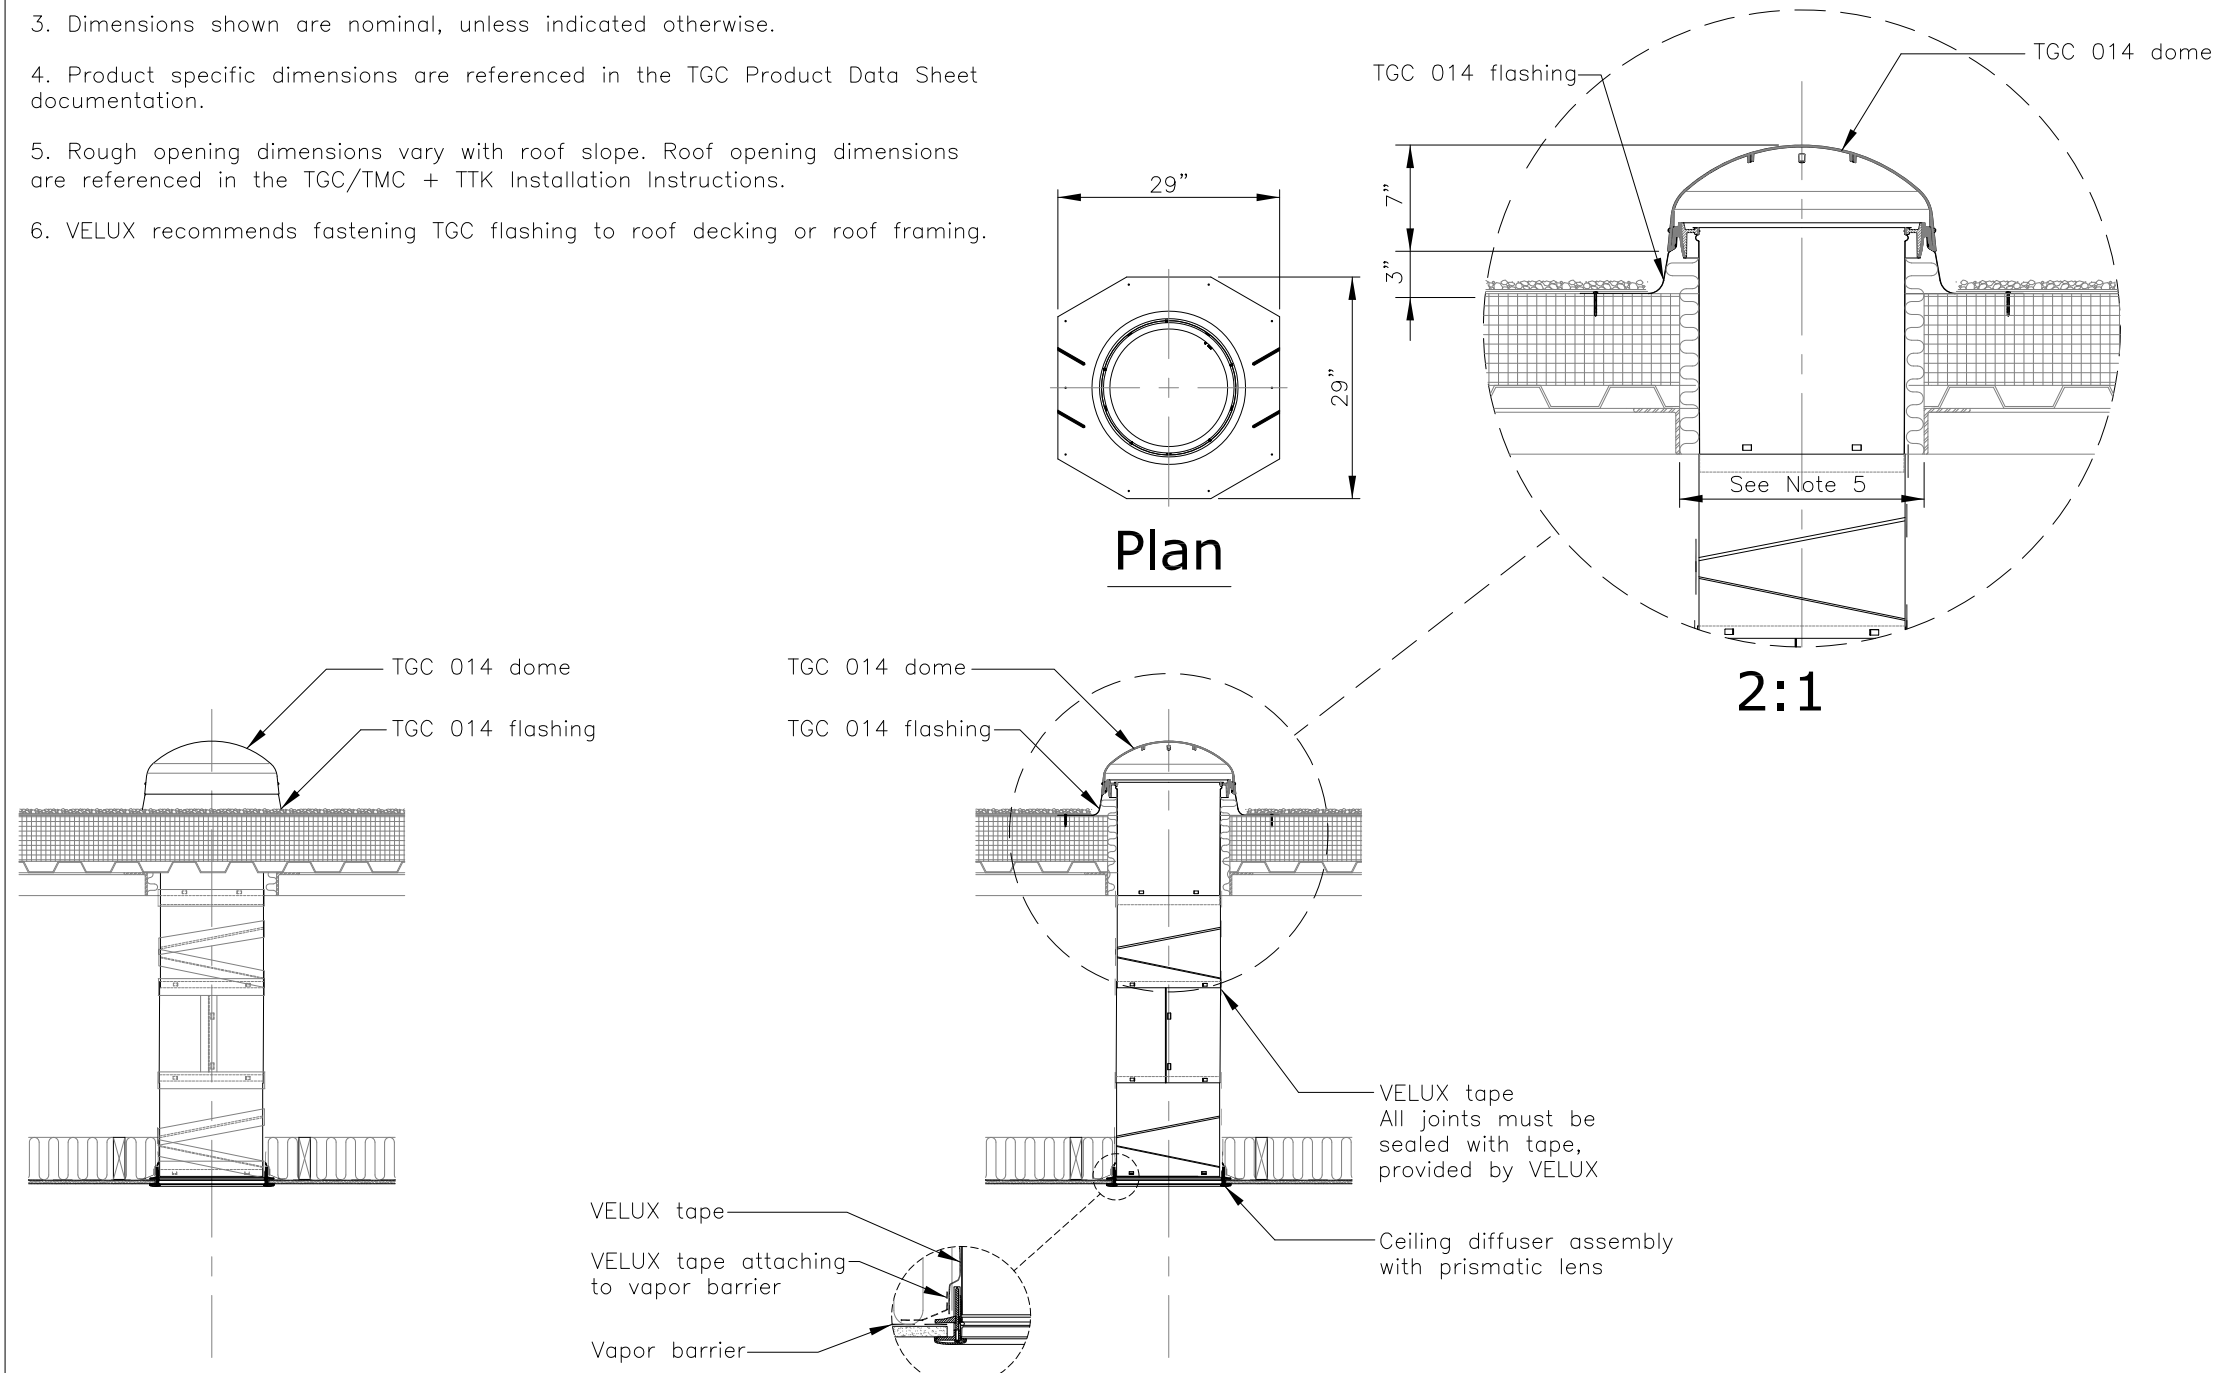 3. Dimensions shown are nominal, unless indicated otherwise.
4. Product specific dimensions are referenced in the TGC Product Data Sheet
documentation.
5. Rough opening dimensions vary with roof slope. Roof opening dimensions
are referenced in the TGC/TMC + TTK Installation Instructions.
6. VELUX recommends fastening TGC flashing to roof decking or roof framing.
29"
29"
Plan
TGC 014 flashing
TGC 014 dome
7"
3"
See Note 5
2:1
TGC 014 dome
TGC 014 flashing
TGC 014 dome
TGC 014 flashing
VELUX tape
All joints must be
sealed with tape,
provided by VELUX
Ceiling diffuser assembly
with prismatic lens
VELUX tape
VELUX tape attaching
to vapor barrier
Vapor barrier